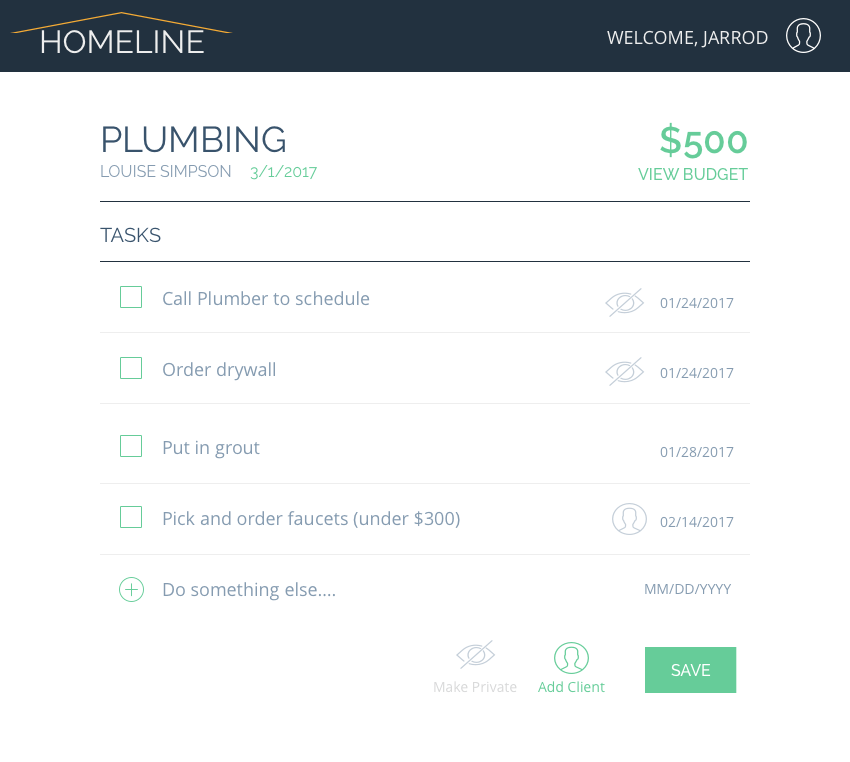 HOMELINE
WELCOME, JARROD
PLUMBING
$500
LOUISE SIMPSON 3/1/2017
VIEW BUDGET
TASKS
Call Plumber to schedule 01/24/2017
Order drywall 01/24/2017
Put in grout 01/28/2017
Pick and order faucets (under $300) 02/14/2017
Do something else.... MM/DD/YYYY
Make Private Add Client SAVE